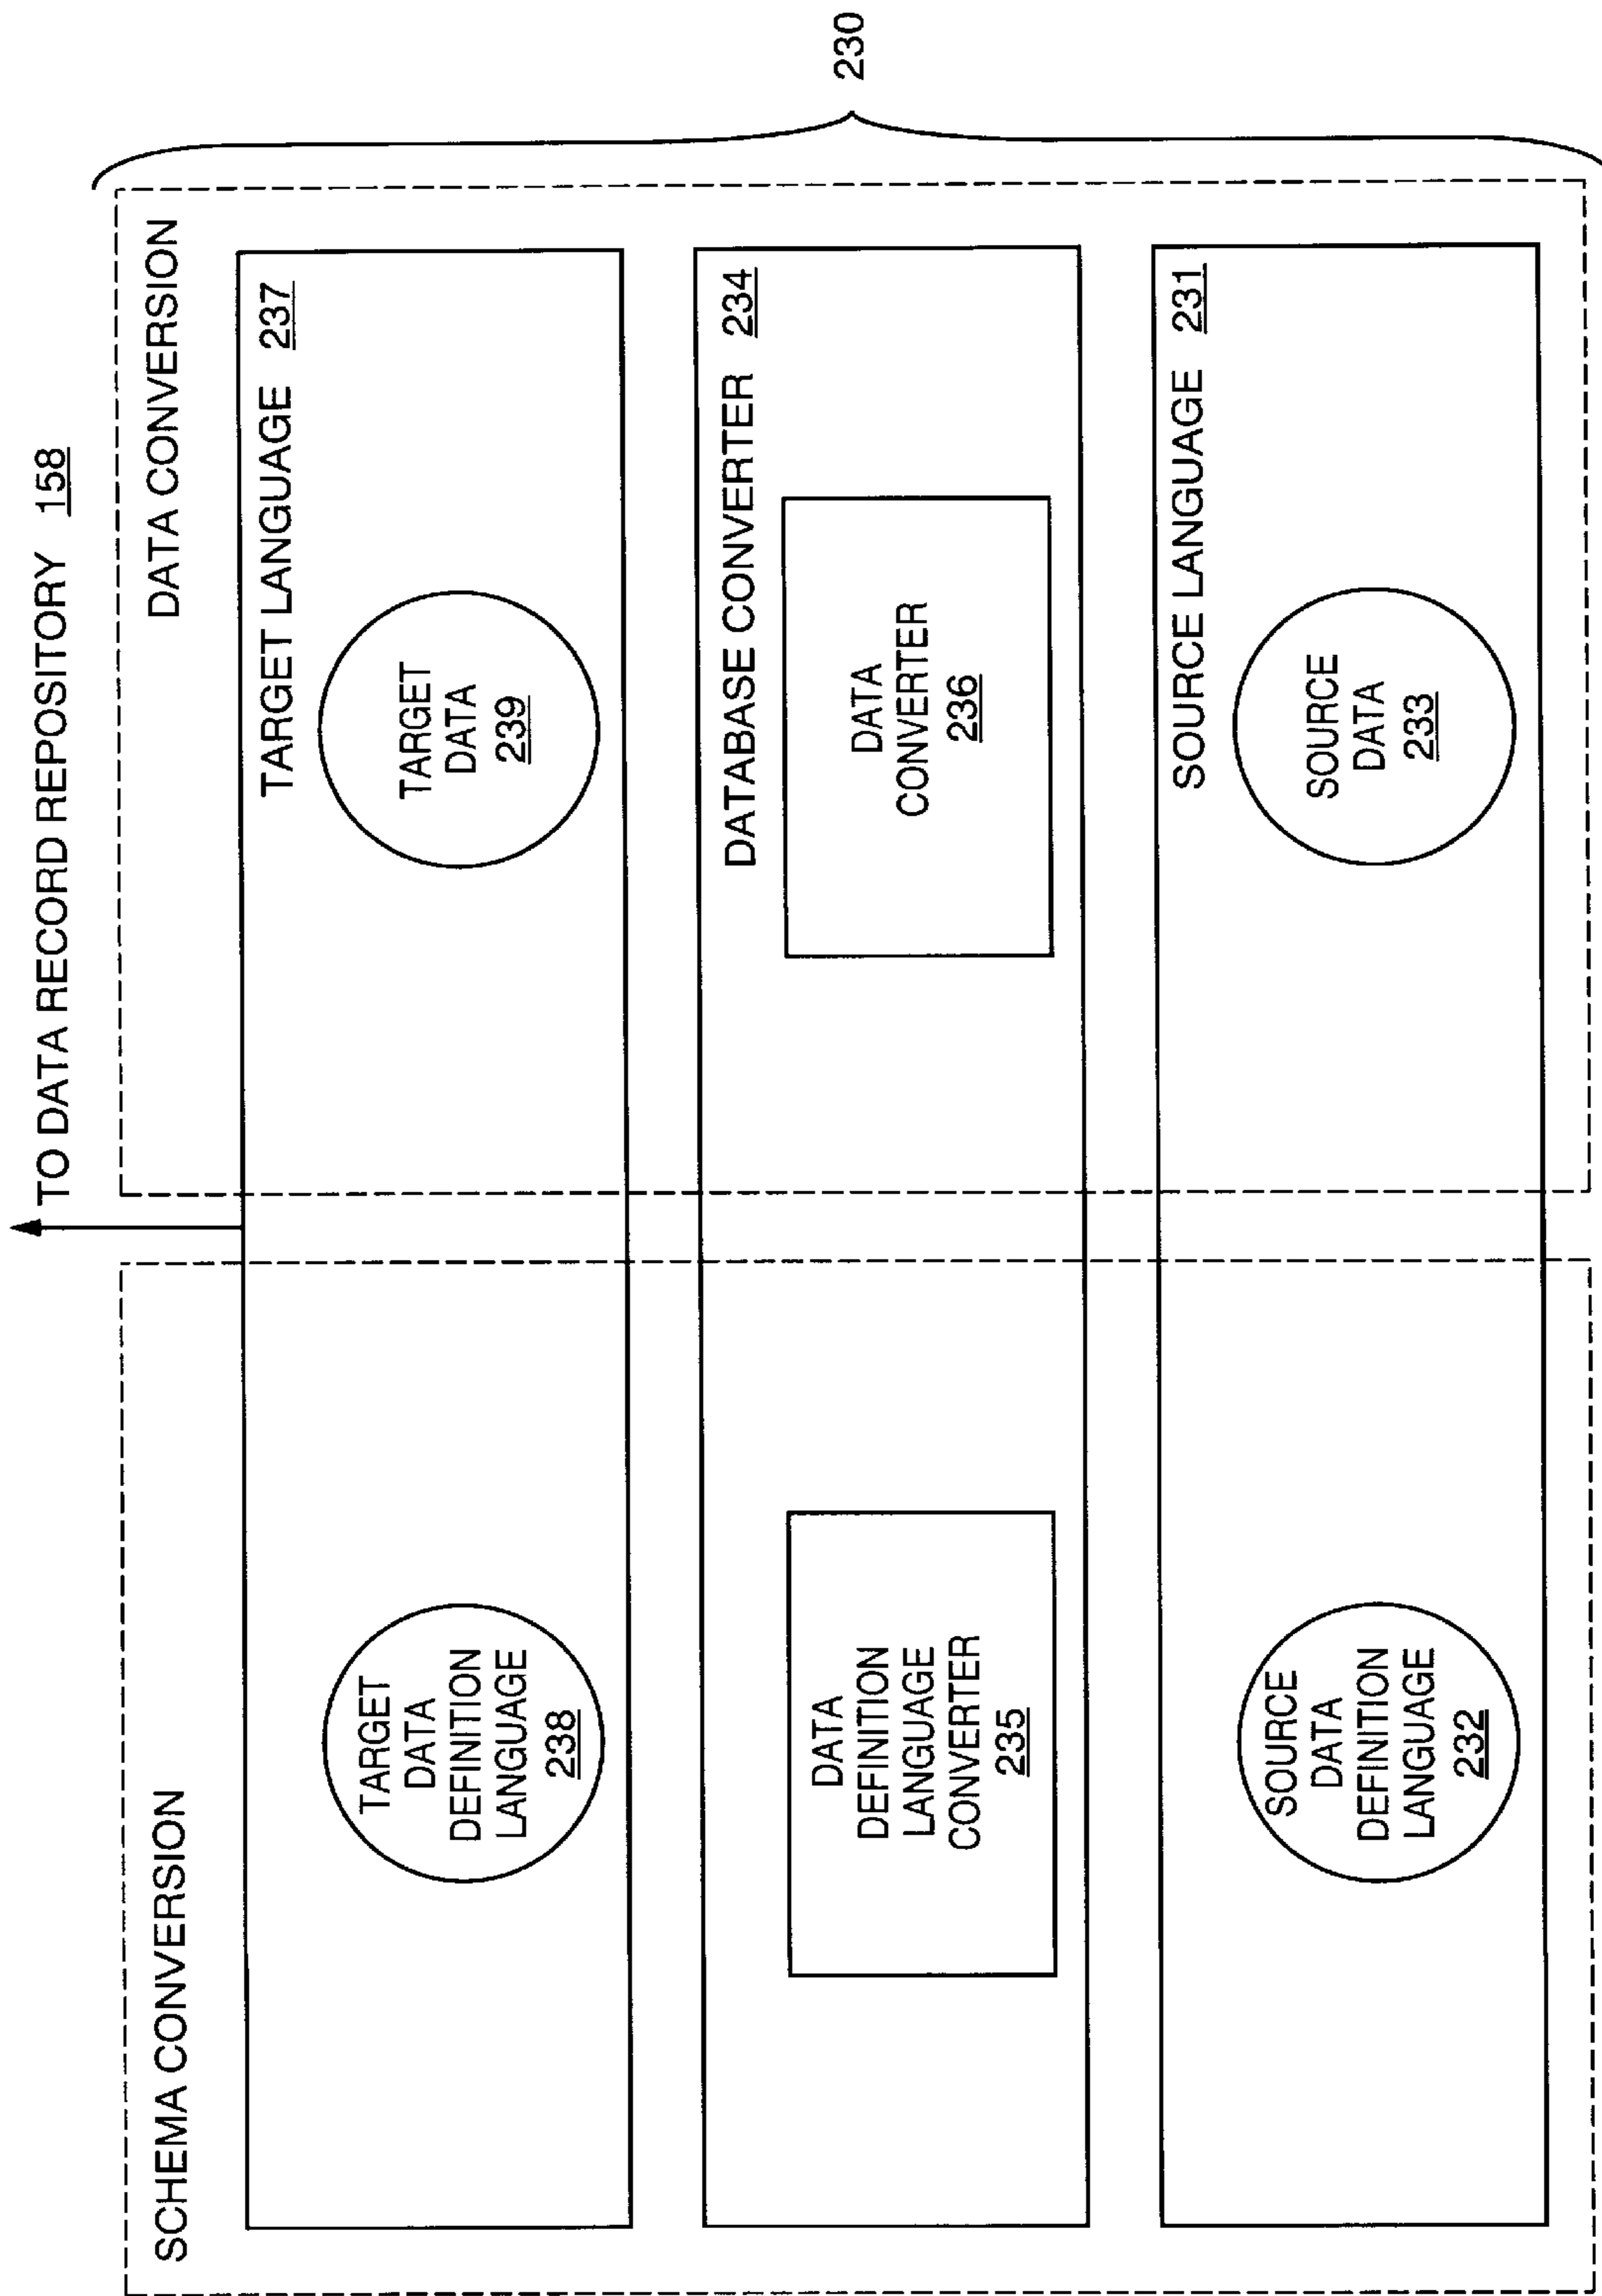 TO DATA RECORD REPOSITORY 158
SCHEMA CONVERSION
DATA CONVERSION
TARGET LANGUAGE 237
TARGET
DATA
DEFINITION
LANGUAGE
238
TARGET
DATA
239
DATABASE CONVERTER 234
DATA
DEFINITION
LANGUAGE
CONVERTER
235
DATA
CONVERTER
236
SOURCE LANGUAGE 231
SOURCE
DATA
DEFINITION
LANGUAGE
232
SOURCE
DATA
233
230